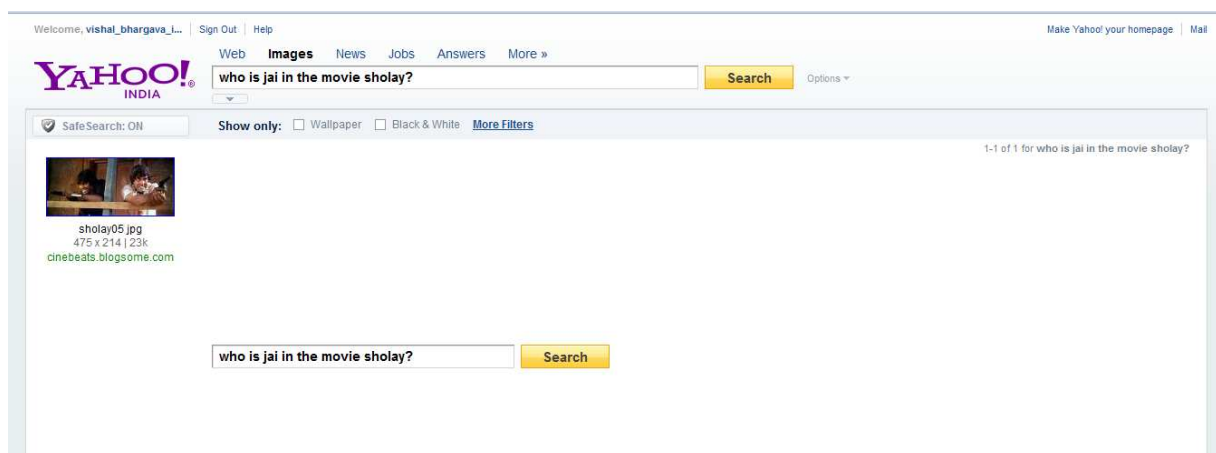 Welcome, vishal_bhargava_i... Sign Out Help Make Yahoo! your homepage Mail
Web Images News Jobs Answers More »
YAHOO!® INDIA
who is jai in the movie sholay? Search Options
SafeSearch: ON Show only: Wallpaper Black & White More Filters
1-1 of 1 for who is jai in the movie sholay?
sholay05 jpg
475 x 214 | 23k
cinebeats.blogsome.com
who is jai in the movie sholay? Search